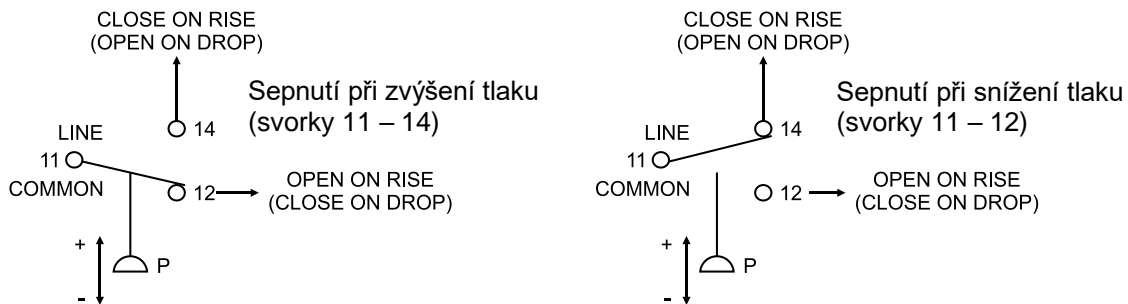 CLOSE ON RISE
(OPEN ON DROP)
Sepnutí při zvýšení tlaku
(svorky 11 – 14)
14
LINE
11
COMMON
12
OPEN ON RISE
(CLOSE ON DROP)
+
P
-
CLOSE ON RISE
(OPEN ON DROP)
Sepnutí při snížení tlaku
(svorky 11 – 12)
14
LINE
11
COMMON
12
OPEN ON RISE
(CLOSE ON DROP)
+
P
-